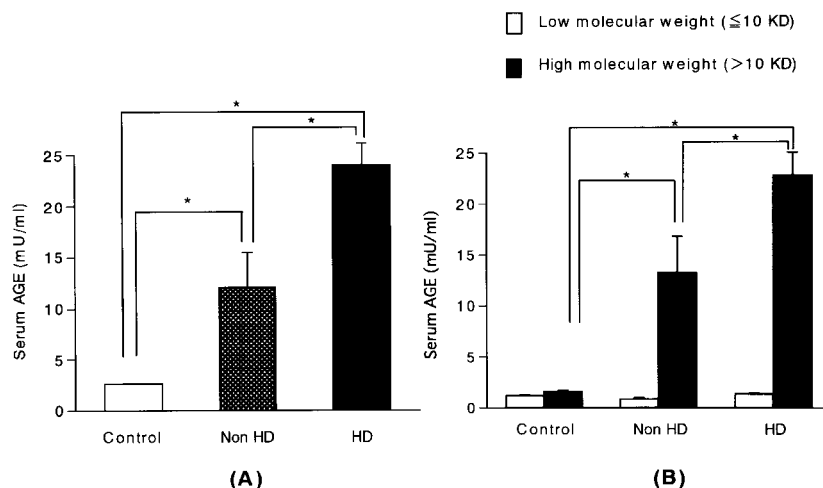 Low molecular weight (≦10 KD)
High molecular weight (>10 KD)
*
*
*
25
20
15
10
5
0
Serum AGE (mU/ml)
Control Non HD HD
(A)
*
*
*
25
20
15
10
5
0
Serum AGE (mU/ml)
Control Non HD HD
(B)